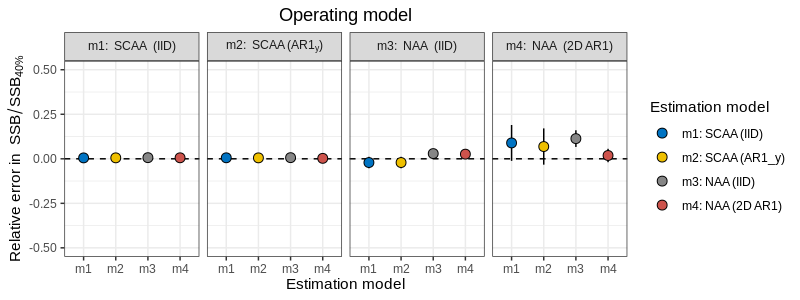 Operating model
m1: SCAA (IID)
m2: SCAA (AR1y)
m3: NAA (IID)
m4: NAA (2D AR1)
Relative error in SSB/SSB40%
0.50
0.25
0.00
-0.25
-0.50
m1 m2 m3 m4
m1 m2 m3 m4
m1 m2 m3 m4
m1 m2 m3 m4
Estimation model
Estimation model
m1: SCAA (IID)
m2: SCAA (AR1_y)
m3: NAA (IID)
m4: NAA (2D AR1)